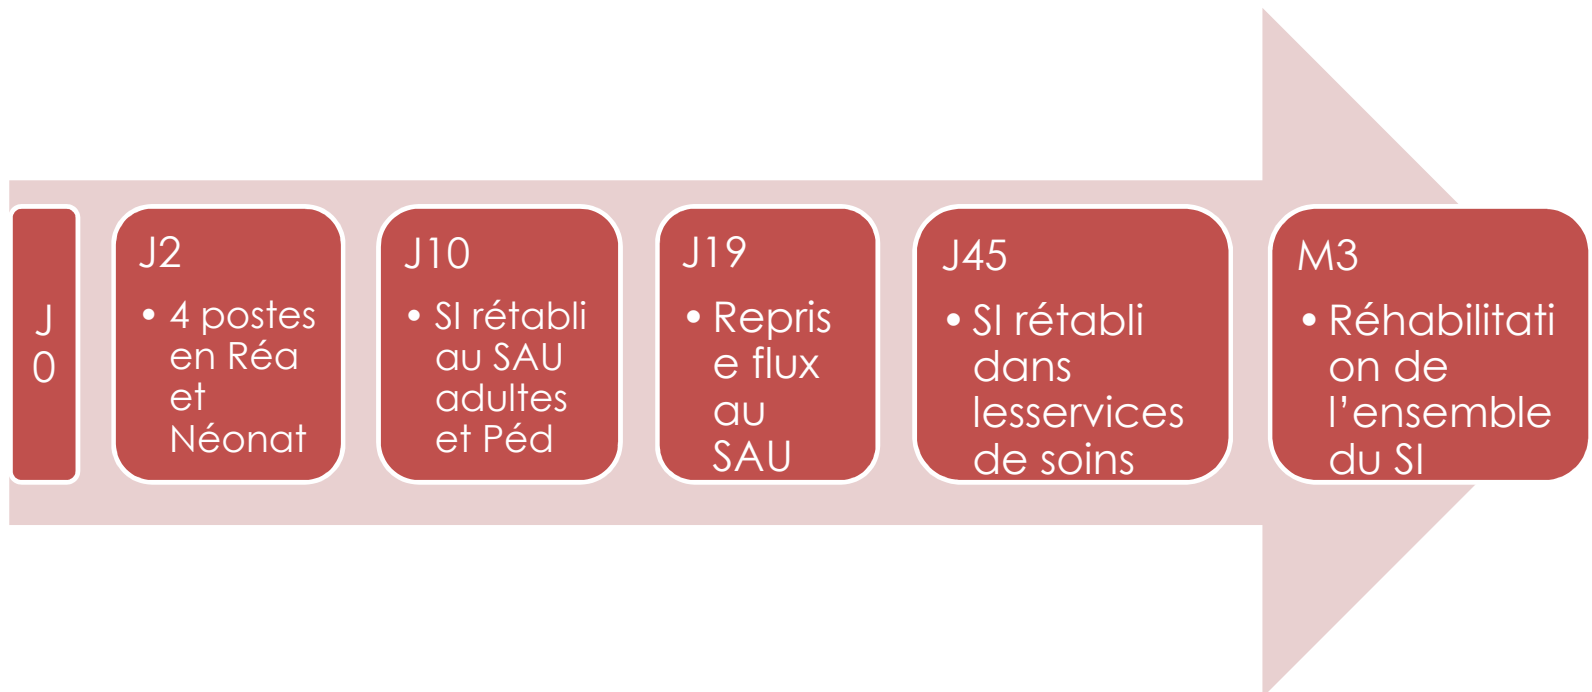 J
0
J2
• 4 postes
en Réa
et
Néonat
J10
• SI rétabli
au SAU
adultes
et Péd
J19
• Repris
e flux
au
SAU
J45
• SI rétabli
dans
lesservices
de soins
M3
• Réhabilitati
on de
l’ensemble
du SI